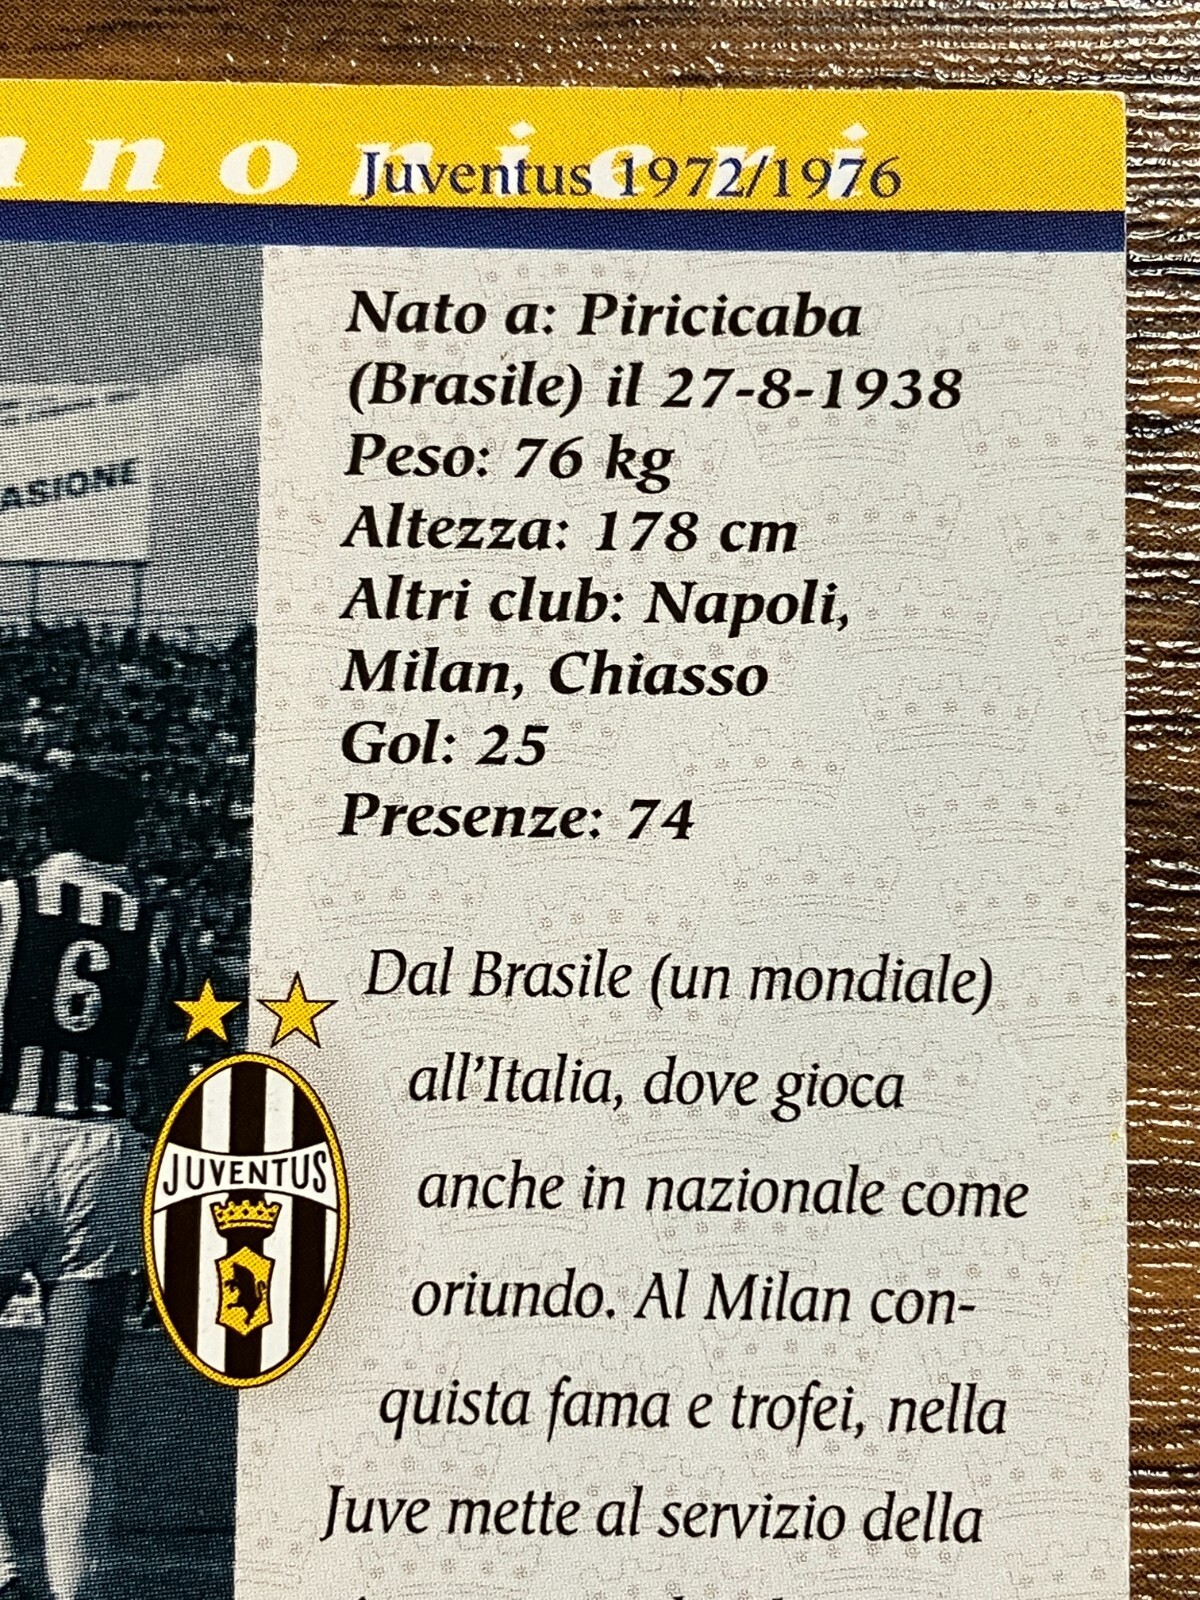 Juventus 1972/1976
Nato a: Piricicaba
(Brasile) il 27-8-1938
Peso: 76 kg
Altezza: 178 cm
Altri club: Napoli,
Milan, Chiasso
Gol: 25
Presenze: 74
ASIONE
6
JUVENTUS
Dal Brasile (un mondiale)
all'Italia, dove gioca
anche in nazionale come
oriundo. Al Milan con-
quista fama e trofei, nella
Juve mette al servizio della